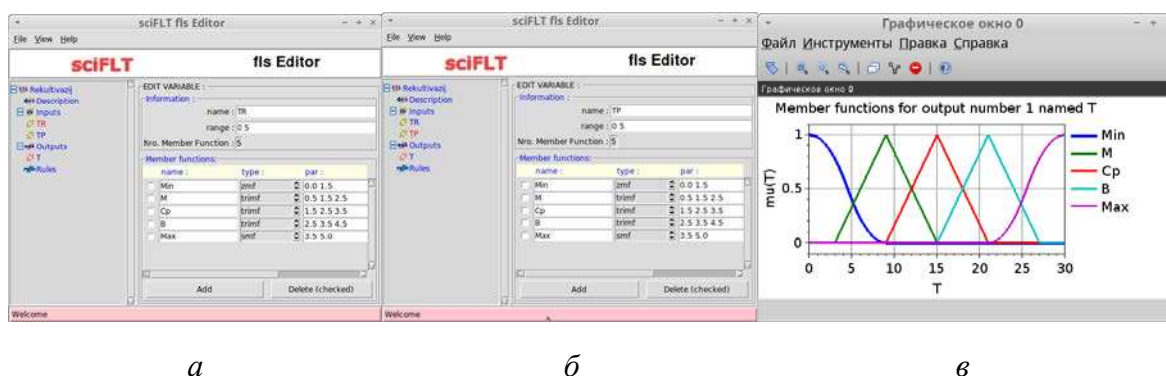 sciFLT fls Editor
File View Help
sciFLT fls Editor
Rekultivazij
Description
Inputs
TR
TP
Outputs
T
Rules
EDIT VARIABLE :
Information :
name : TR
range : 0 5
Nro. Member Function : 5
Member functions:
name : type : par :
Min zmf 0.0 1.5
M trimf 0.5 1.5 2.5
Cp trimf 1.5 2.5 3.5
B trimf 2.5 3.5 4.5
Max smf 3.5 5.0
Add Delete (checked)
Welcome
а
sciFLT fls Editor
File View Help
sciFLT fls Editor
Rekultivazij
Description
Inputs
TR
TP
Outputs
T
Rules
EDIT VARIABLE :
Information :
name : TP
range : 0 5
Nro. Member Function : 5
Member functions:
name : type : par :
Min zmf 0.0 1.5
M trimf 0.5 1.5 2.5
Cp trimf 1.5 2.5 3.5
B trimf 2.5 3.5 4.5
Max smf 3.5 5.0
Add Delete (checked)
Welcome
б
Графическое окно 0
Файл Инструменты Правка Справка
Графическое окно 0
Member functions for output number 1 named T
mu(T)
1
0.5
0
0 5 10 15 20 25 30
T
Min
M
Cp
B
Max
в